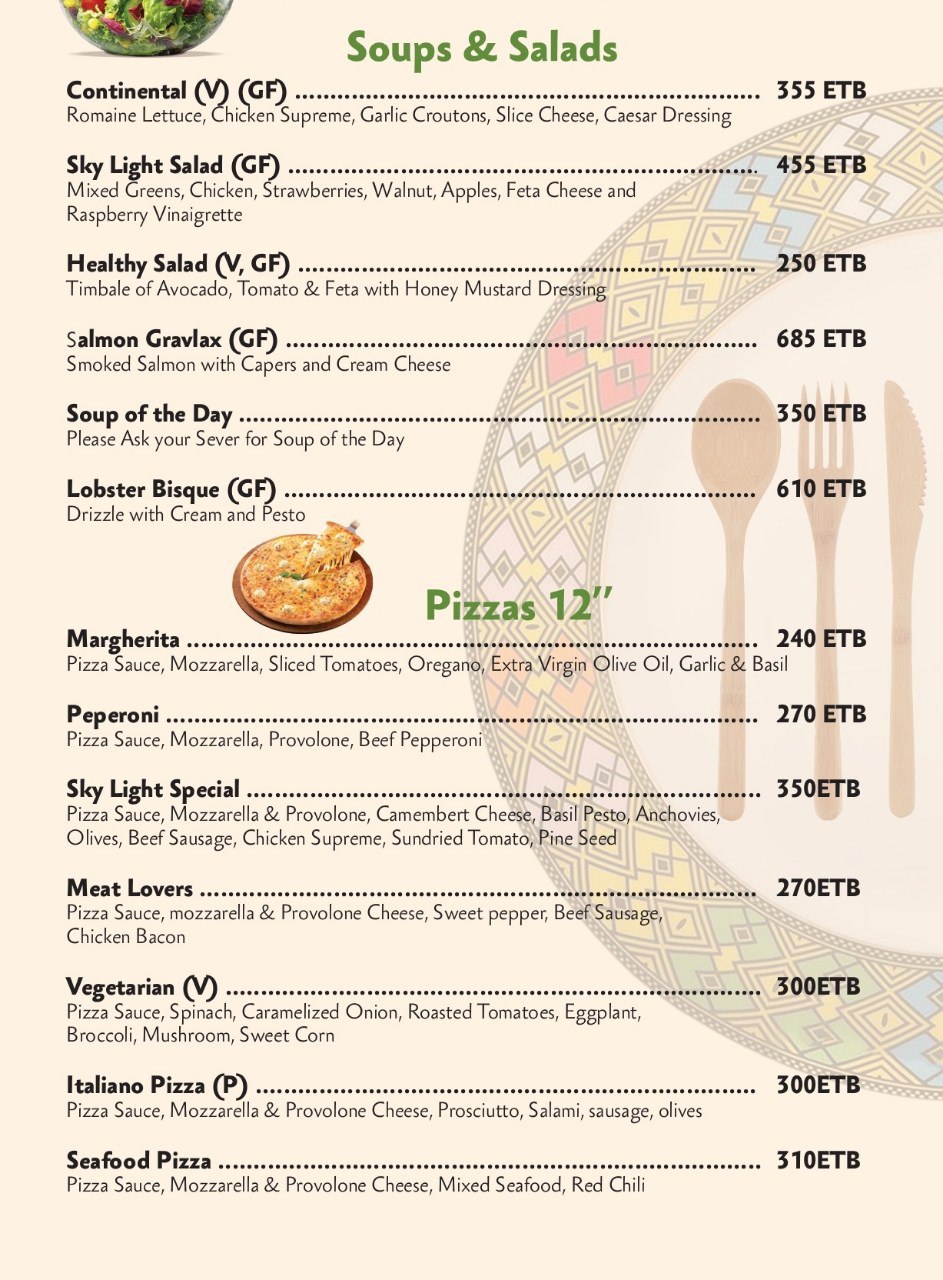 Soups & Salads
Continental (V) (GF) .................................................................. 355 ETB
Romaine Lettuce, Chicken Supreme, Garlic Croutons, Slice Cheese, Caesar Dressing
Sky Light Salad (GF) ................................................................... 455 ETB
Mixed Greens, Chicken, Strawberries, Walnut, Apples, Feta Cheese and
Raspberry Vinaigrette
Healthy Salad (V, GF) ................................................................. 250 ETB
Timbale of Avocado, Tomato & Feta with Honey Mustard Dressing
Salmon Gravlax (GF) ................................................................... 685 ETB
Smoked Salmon with Capers and Cream Cheese
Soup of the Day .......................................................................... 350 ETB
Please Ask your Sever for Soup of the Day
Lobster Bisque (GF) ................................................................... 610 ETB
Drizzle with Cream and Pesto
Pizzas 12”
Margherita ................................................................................. 240 ETB
Pizza Sauce, Mozzarella, Sliced Tomatoes, Oregano, Extra Virgin Olive Oil, Garlic & Basil
Peperoni .................................................................................... 270 ETB
Pizza Sauce, Mozzarella, Provolone, Beef Pepperoni
Sky Light Special ......................................................................... 350ETB
Pizza Sauce, Mozzarella & Provolone, Camembert Cheese, Basil Pesto, Anchovies,
Olives, Beef Sausage, Chicken Supreme, Sundried Tomato, Pine Seed
Meat Lovers ............................................................................... 270ETB
Pizza Sauce, mozzarella & Provolone Cheese, Sweet pepper, Beef Sausage,
Chicken Bacon
Vegetarian (V) ............................................................................ 300ETB
Pizza Sauce, Spinach, Caramelized Onion, Roasted Tomatoes, Eggplant,
Broccoli, Mushroom, Sweet Corn
Italiano Pizza (P) ....................................................................... 300ETB
Pizza Sauce, Mozzarella & Provolone Cheese, Prosciutto, Salami, sausage, olives
Seafood Pizza ............................................................................. 310ETB
Pizza Sauce, Mozzarella & Provolone Cheese, Mixed Seafood, Red Chili